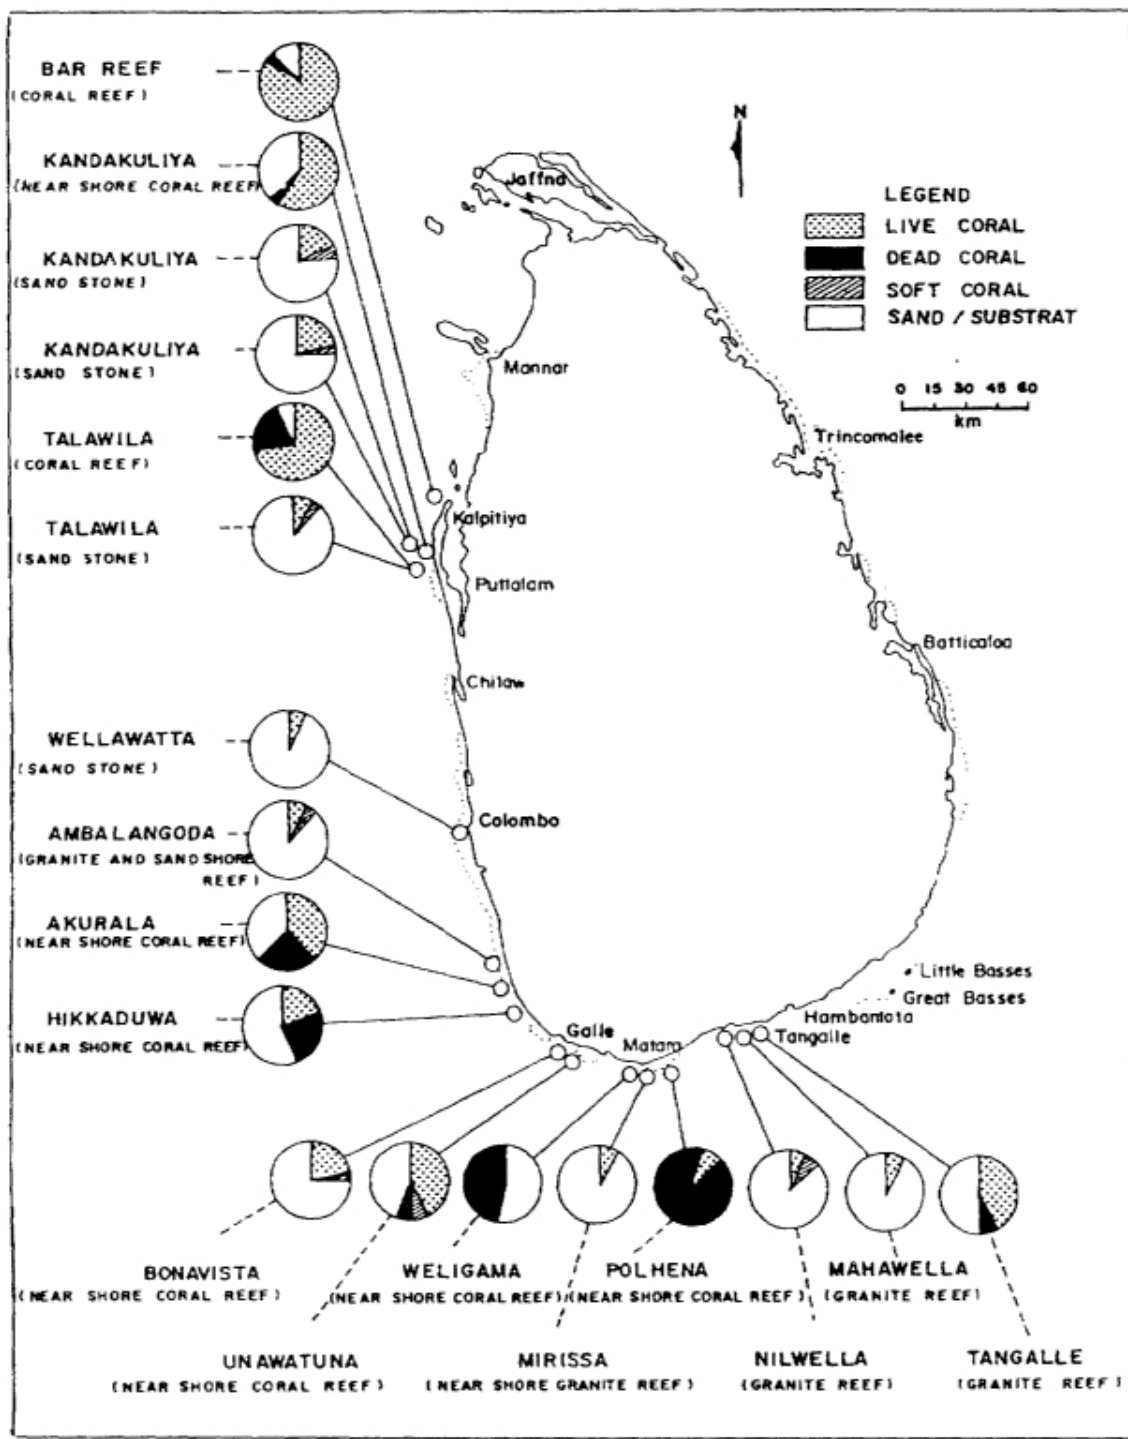 BAR REEF
(CORAL REEF)
KANDAKULIYA
(NEAR SHORE CORAL REEF)
KANDAKULIYA
(SAND STONE)
KANDAKULIYA
(SAND STONE)
TALAWILA
(CORAL REEF)
TALAWILA
(SAND STONE)
WELLAWATTA
(SAND STONE)
AMBALANGODA
(GRANITE AND SAND SHORE
REEF)
AKURALA
(NEAR SHORE CORAL REEF)
HIKKADUWA
(NEAR SHORE CORAL REEF)
N
LEGEND
LIVE CORAL
DEAD CORAL
SOFT CORAL
SAND / SUBSTRAT
0 15 30 45 60
km
Jaffna
Mannar
Trincomalee
Kalpitiya
Puttalam
Batticaloa
Chilaw
Colombo
Little Basses
Great Basses
Hambantota
Galle
Matara
Tangalle
BONAVISTA
(NEAR SHORE CORAL REEF)
WELIGAMA
(NEAR SHORE CORAL REEF)
POLHENA
(NEAR SHORE CORAL REEF)
MAHAWELLA
(GRANITE REEF)
UNAWATUNA
(NEAR SHORE CORAL REEF)
MIRISSA
(NEAR SHORE GRANITE REEF)
NILWELLA
(GRANITE REEF)
TANGALLE
(GRANITE REEF)